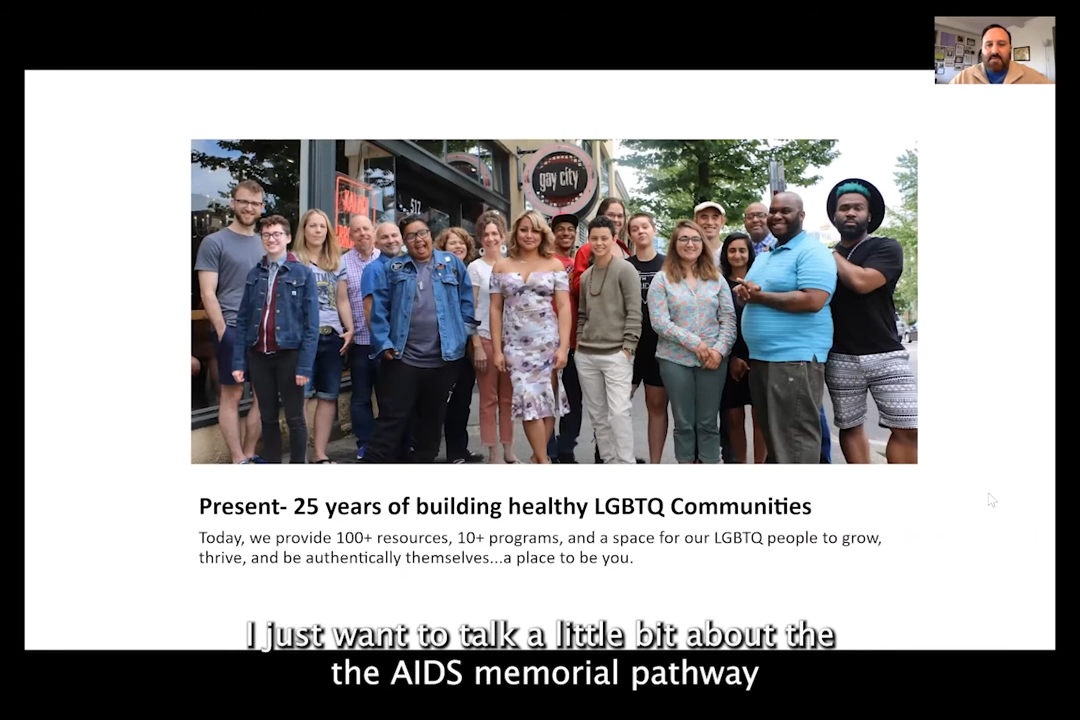 gay city
517
Present- 25 years of building healthy LGBTQ Communities
Today, we provide 100+ resources, 10+ programs, and a space for our LGBTQ people to grow,
thrive, and be authentically themselves...a place to be you.
I just want to talk a little bit about the
the AIDS memorial pathway